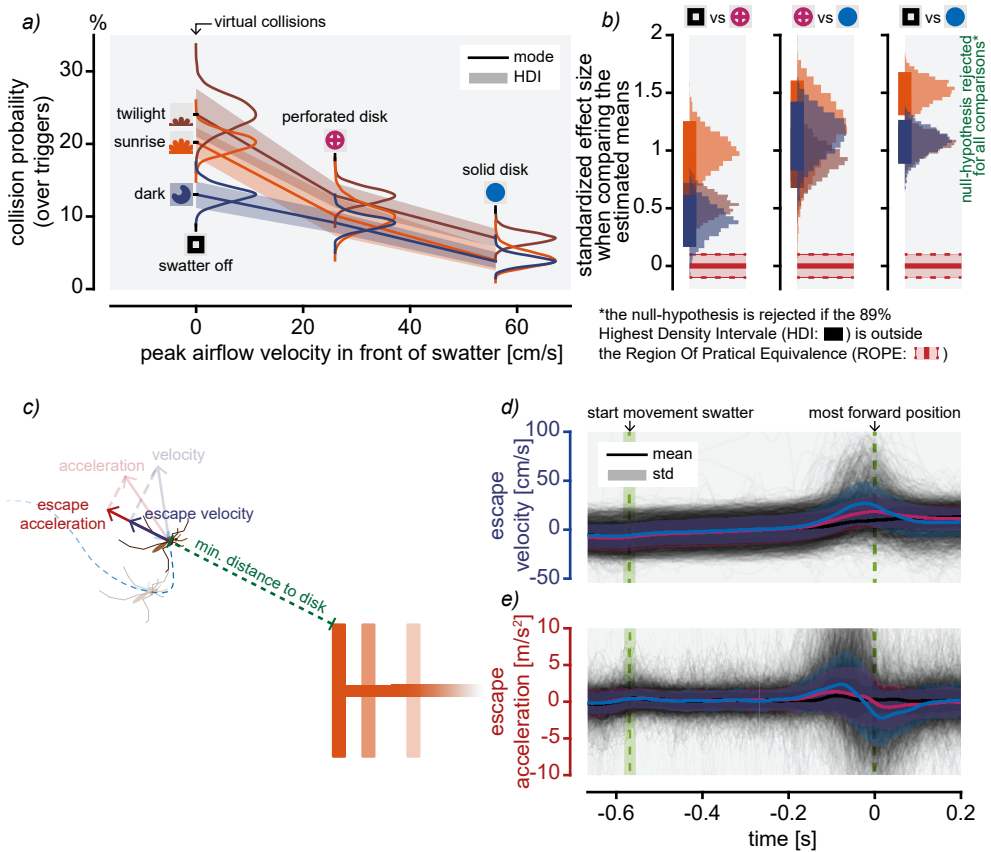 a)
%
virtual collisions
collision probality
(over triggers)
30
20
10
0
mode
HDI
twilight
sunrise
dark
perforated disk
solid disk
swatter off
0
20
40
60
peak airflow velocity in front of swatter [cm/s]
b)
vs
vs
vs
standardized effect size
when comparing the
estimated means
2
1.5
1
0.5
0
null-hypothesis rejected
for all comparisons*
*the null-hypothesis is rejected if the 89%
Highest Density Intervale (HDI: ) is outside
the Region Of Pratical Equivalence (ROPE: )
c)
acceleration
velocity
escape
acceleration
escape velocity
min. distance to disk
d)
start movement swatter
most forward position
escape
velocity [cm/s]
100
50
0
-50
mean
std
e)
escape
acceleration [m/s²]
10
5
0
-5
-10
-0.6
-0.4
-0.2
0
0.2
time [s]